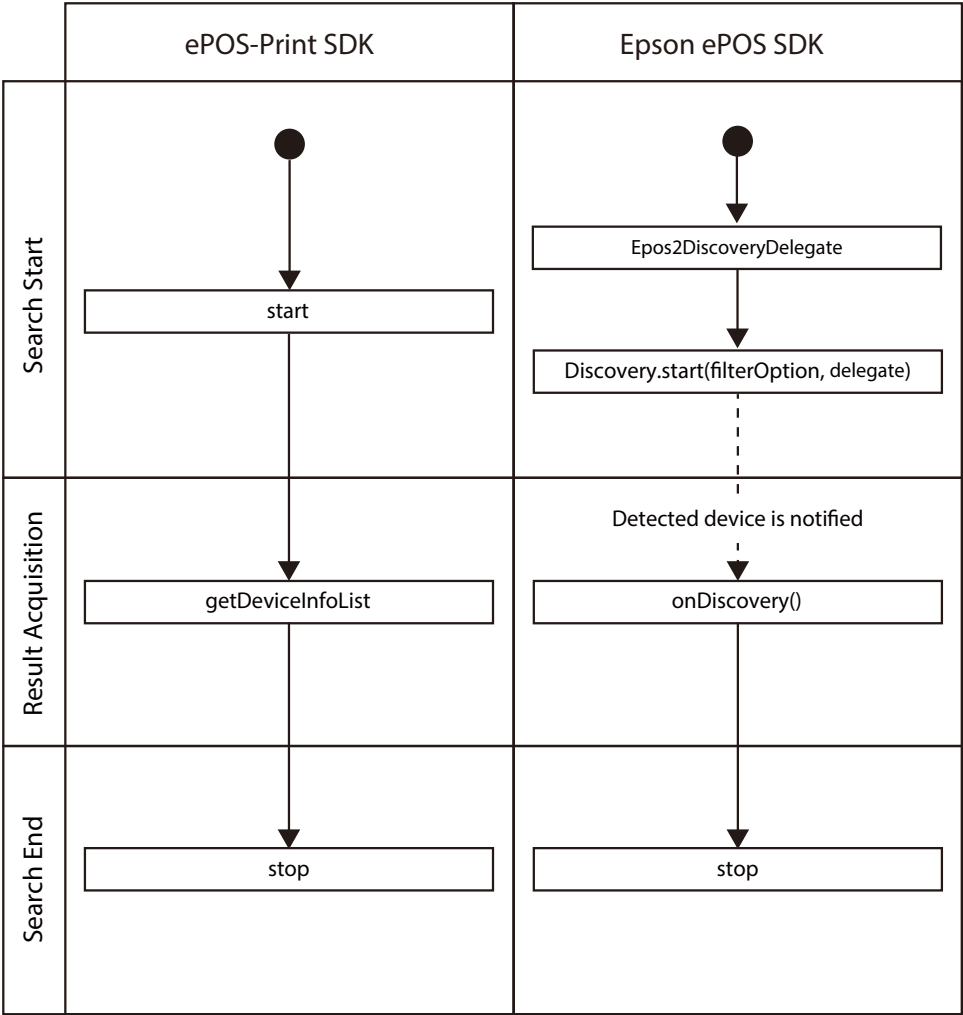 ePOS-Print SDK
Epson ePOS SDK
Search Start
start
Epos2DiscoveryDelegate
Discovery.start(filterOption, delegate)
Result Acquisition
Detected device is notified
getDeviceInfoList
onDiscovery()
Search End
stop
stop